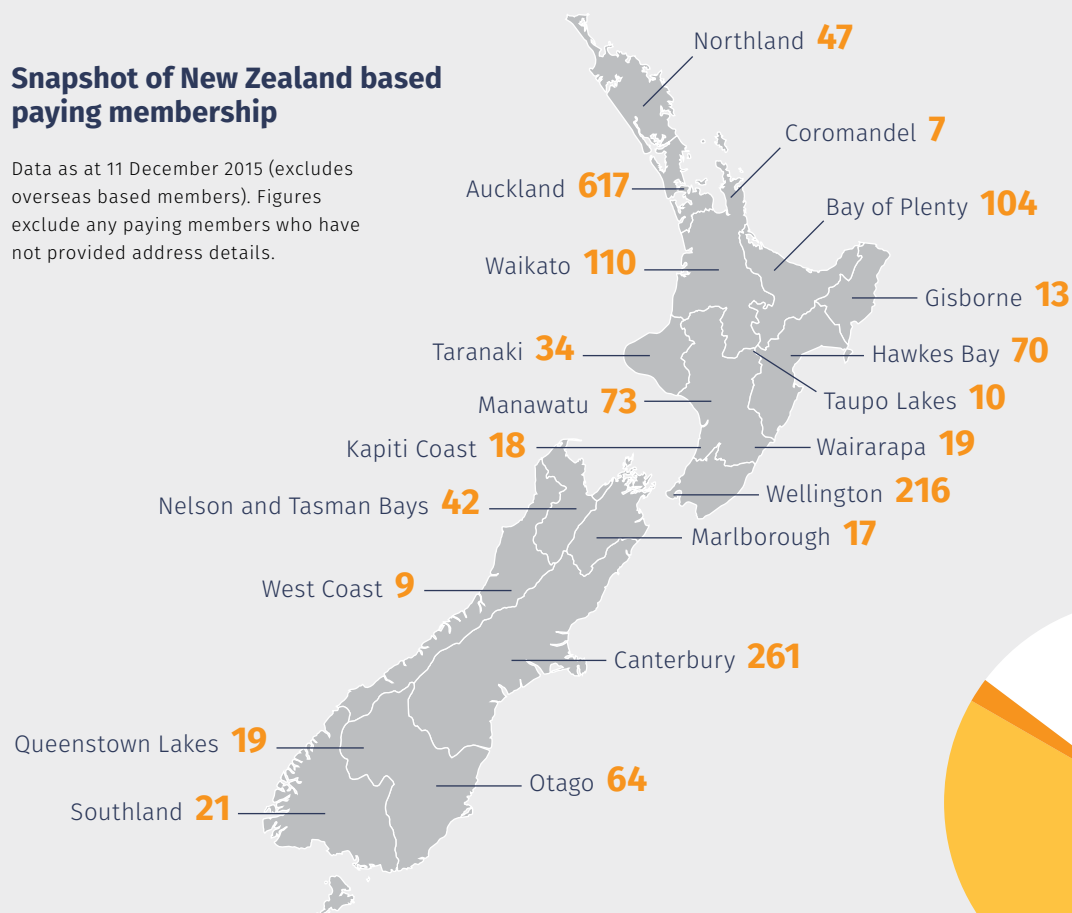 Snapshot of New Zealand based
paying membership
Data as at 11 December 2015 (excludes
overseas based members). Figures
exclude any paying members who have
not provided address details.
Northland 47
Coromandel 7
Auckland 617
Bay of Plenty 104
Waikato 110
Gisborne 13
Taranaki 34
Hawkes Bay 70
Manawatu 73
Taupo Lakes 10
Kapiti Coast 18
Wairarapa 19
Nelson and Tasman Bays 42
Wellington 216
Marlborough 17
West Coast 9
Canterbury 261
Queenstown Lakes 19
Otago 64
Southland 21